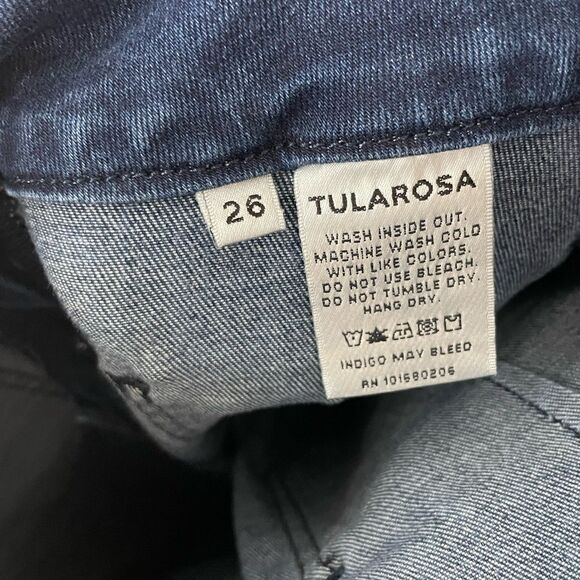 26
TULAROSA
WASH INSIDE OUT.
MACHINE WASH COLD
WITH LIKE COLORS.
DO NOT USE BLEACH.
DO NOT TUMBLE DRY.
HANG DRY.
INDIGO MAY BLEED
RN 101680206